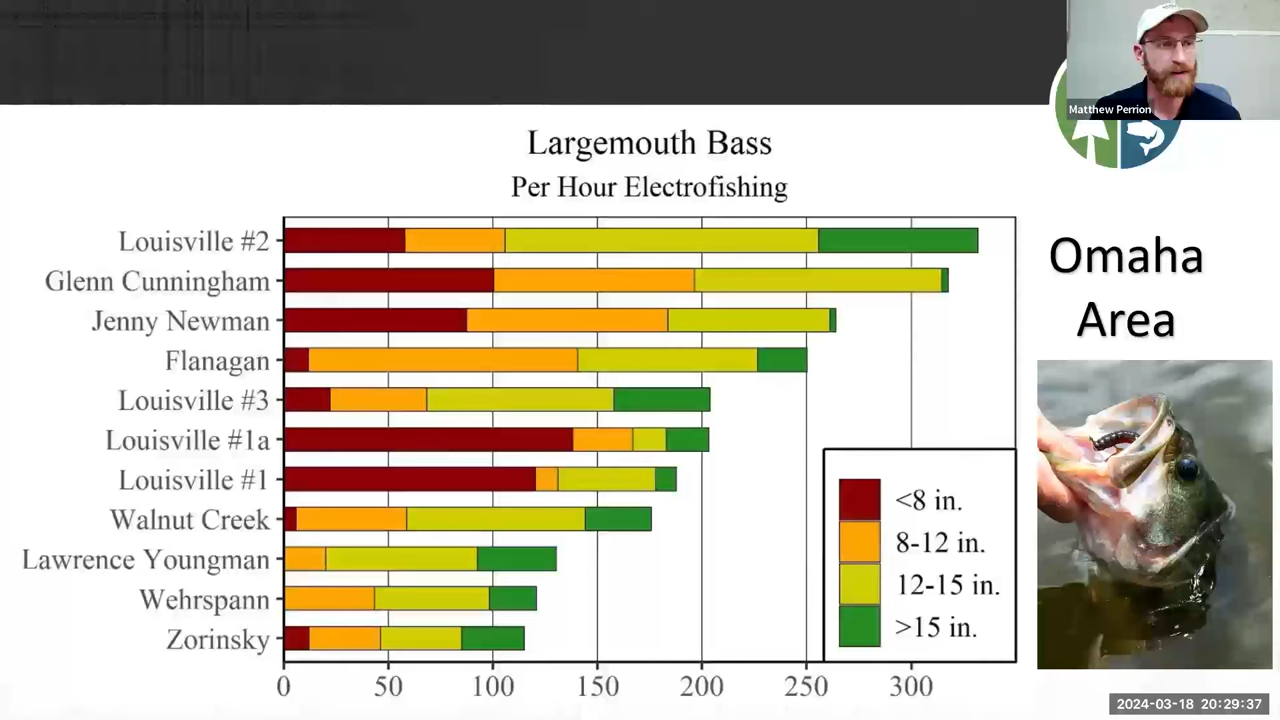 Matthew Perrion
Largemouth Bass
Per Hour Electrofishing
Louisville #2
Glenn Cunningham
Jenny Newman
Flanagan
Louisville #3
Louisville #1a
Louisville #1
Walnut Creek
Lawrence Youngman
Wehrspann
Zorinsky
0 50 100 150 200 250 300
<8 in.
8-12 in.
12-15 in.
>15 in.
Omaha
Area
2024-03-18 20:29:37